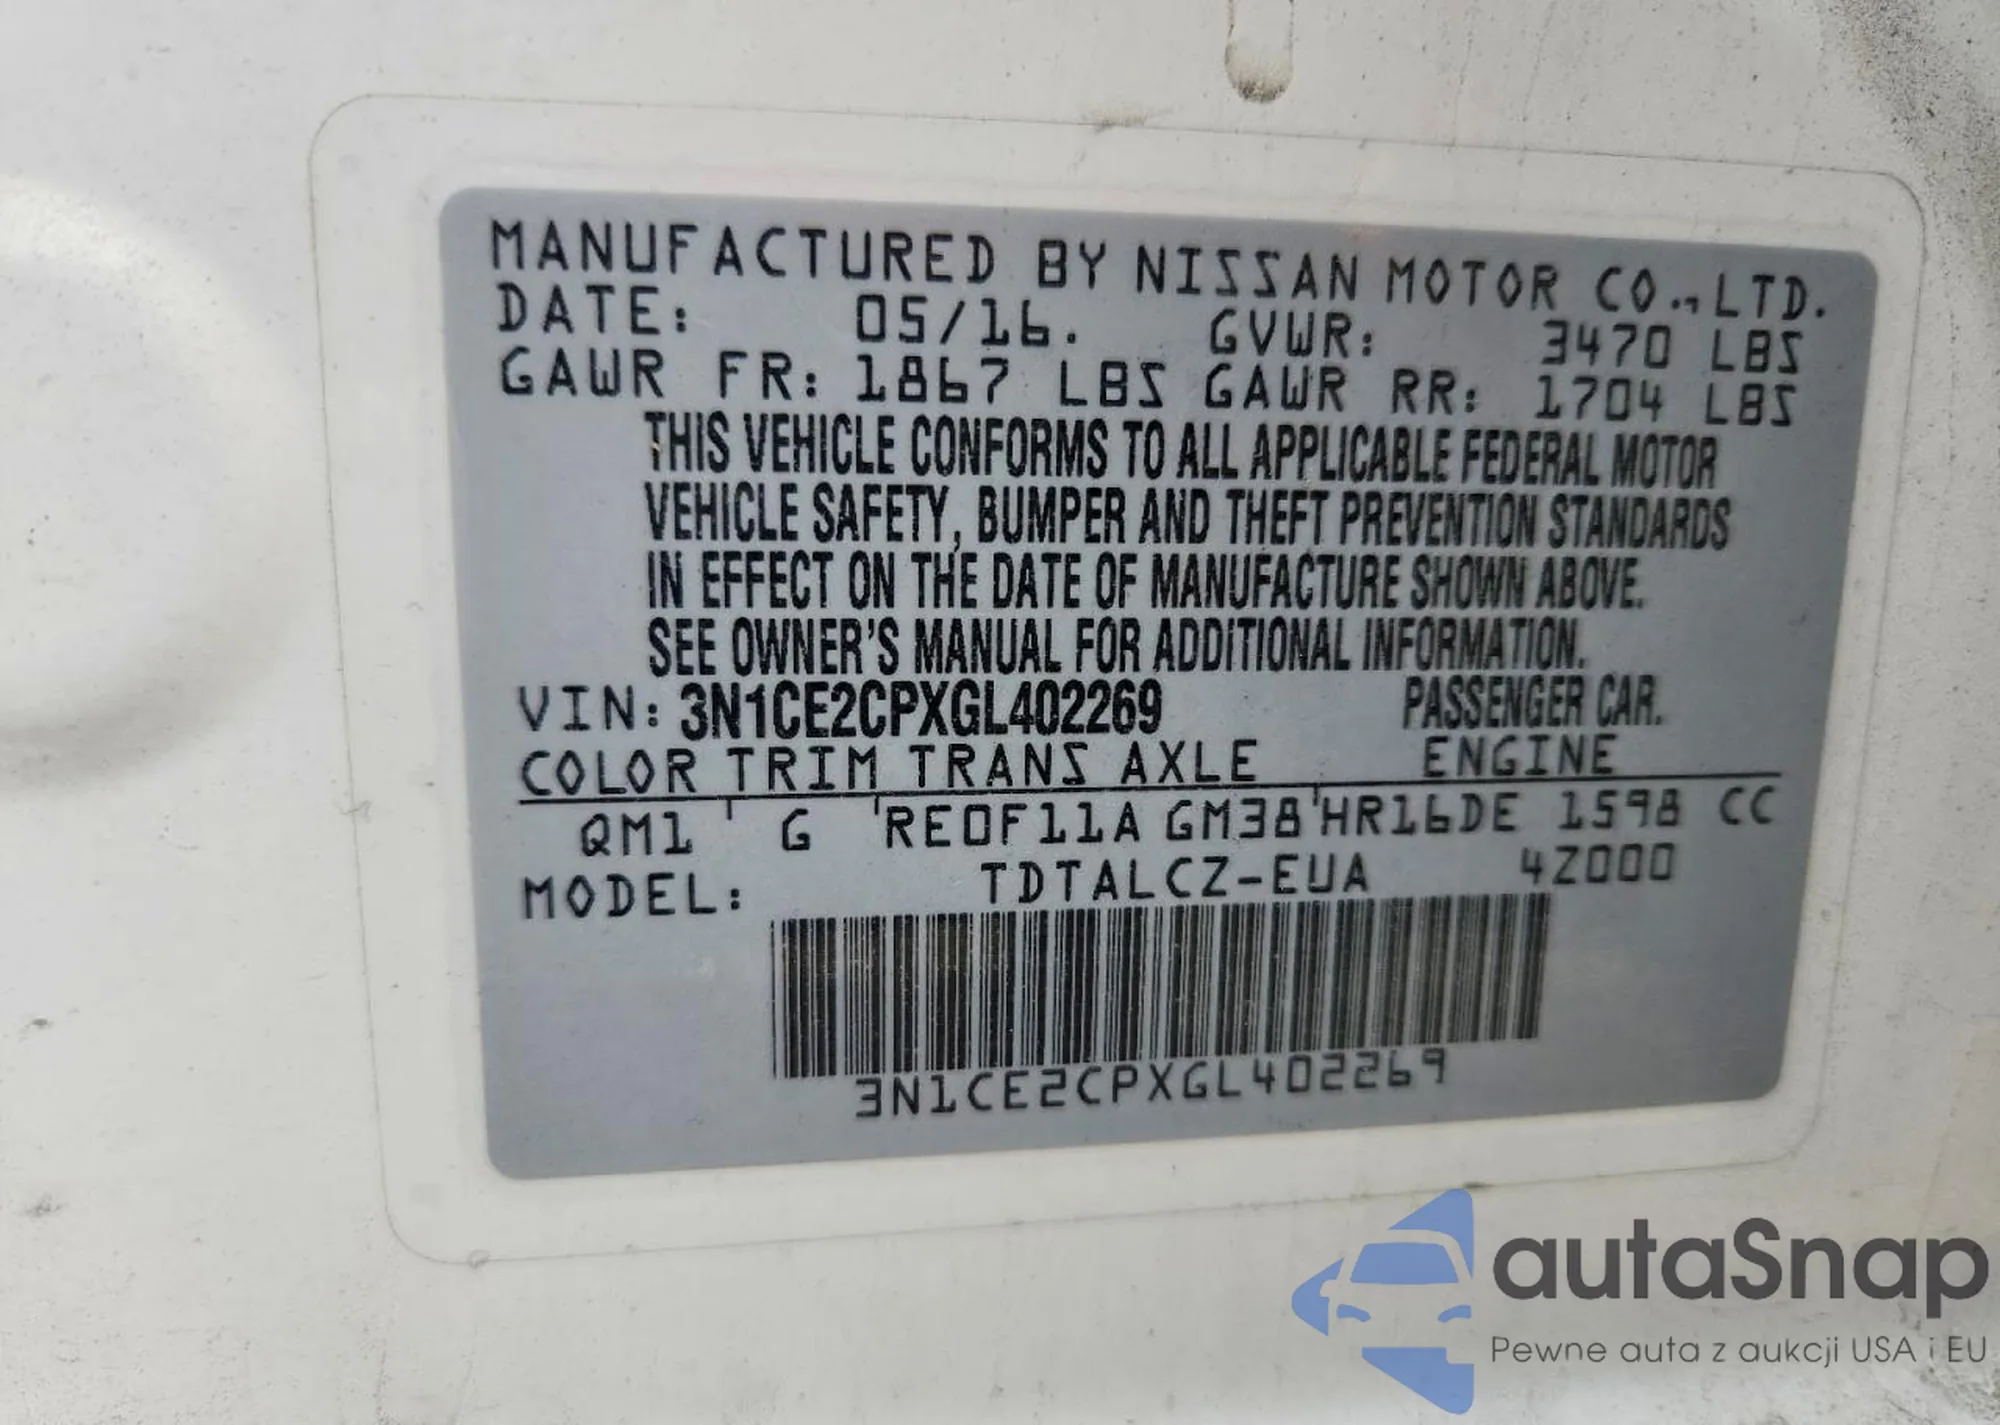 MANUFACTURED BY NISSAN MOTOR CO., LTD.
DATE: 05/16. GVWR: 3470 LBS
GAWR FR: 1867 LBS GAWR RR: 1704 LBS
THIS VEHICLE CONFORMS TO ALL APPLICABLE FEDERAL MOTOR
VEHICLE SAFETY, BUMPER AND THEFT PREVENTION STANDARDS
IN EFFECT ON THE DATE OF MANUFACTURE SHOWN ABOVE.
SEE OWNER'S MANUAL FOR ADDITIONAL INFORMATION.
VIN: 3N1CE2CPXGL402269 PASSENGER CAR.
COLOR TRIM TRANS AXLE ENGINE
QM1 G RE0F11A GM38 HR16DE 1598 CC
MODEL: TDTALCZ-EUA 4Z000
3N1CE2CPXGL402269
autaSnap
Pewne auta z aukcji USA i EU